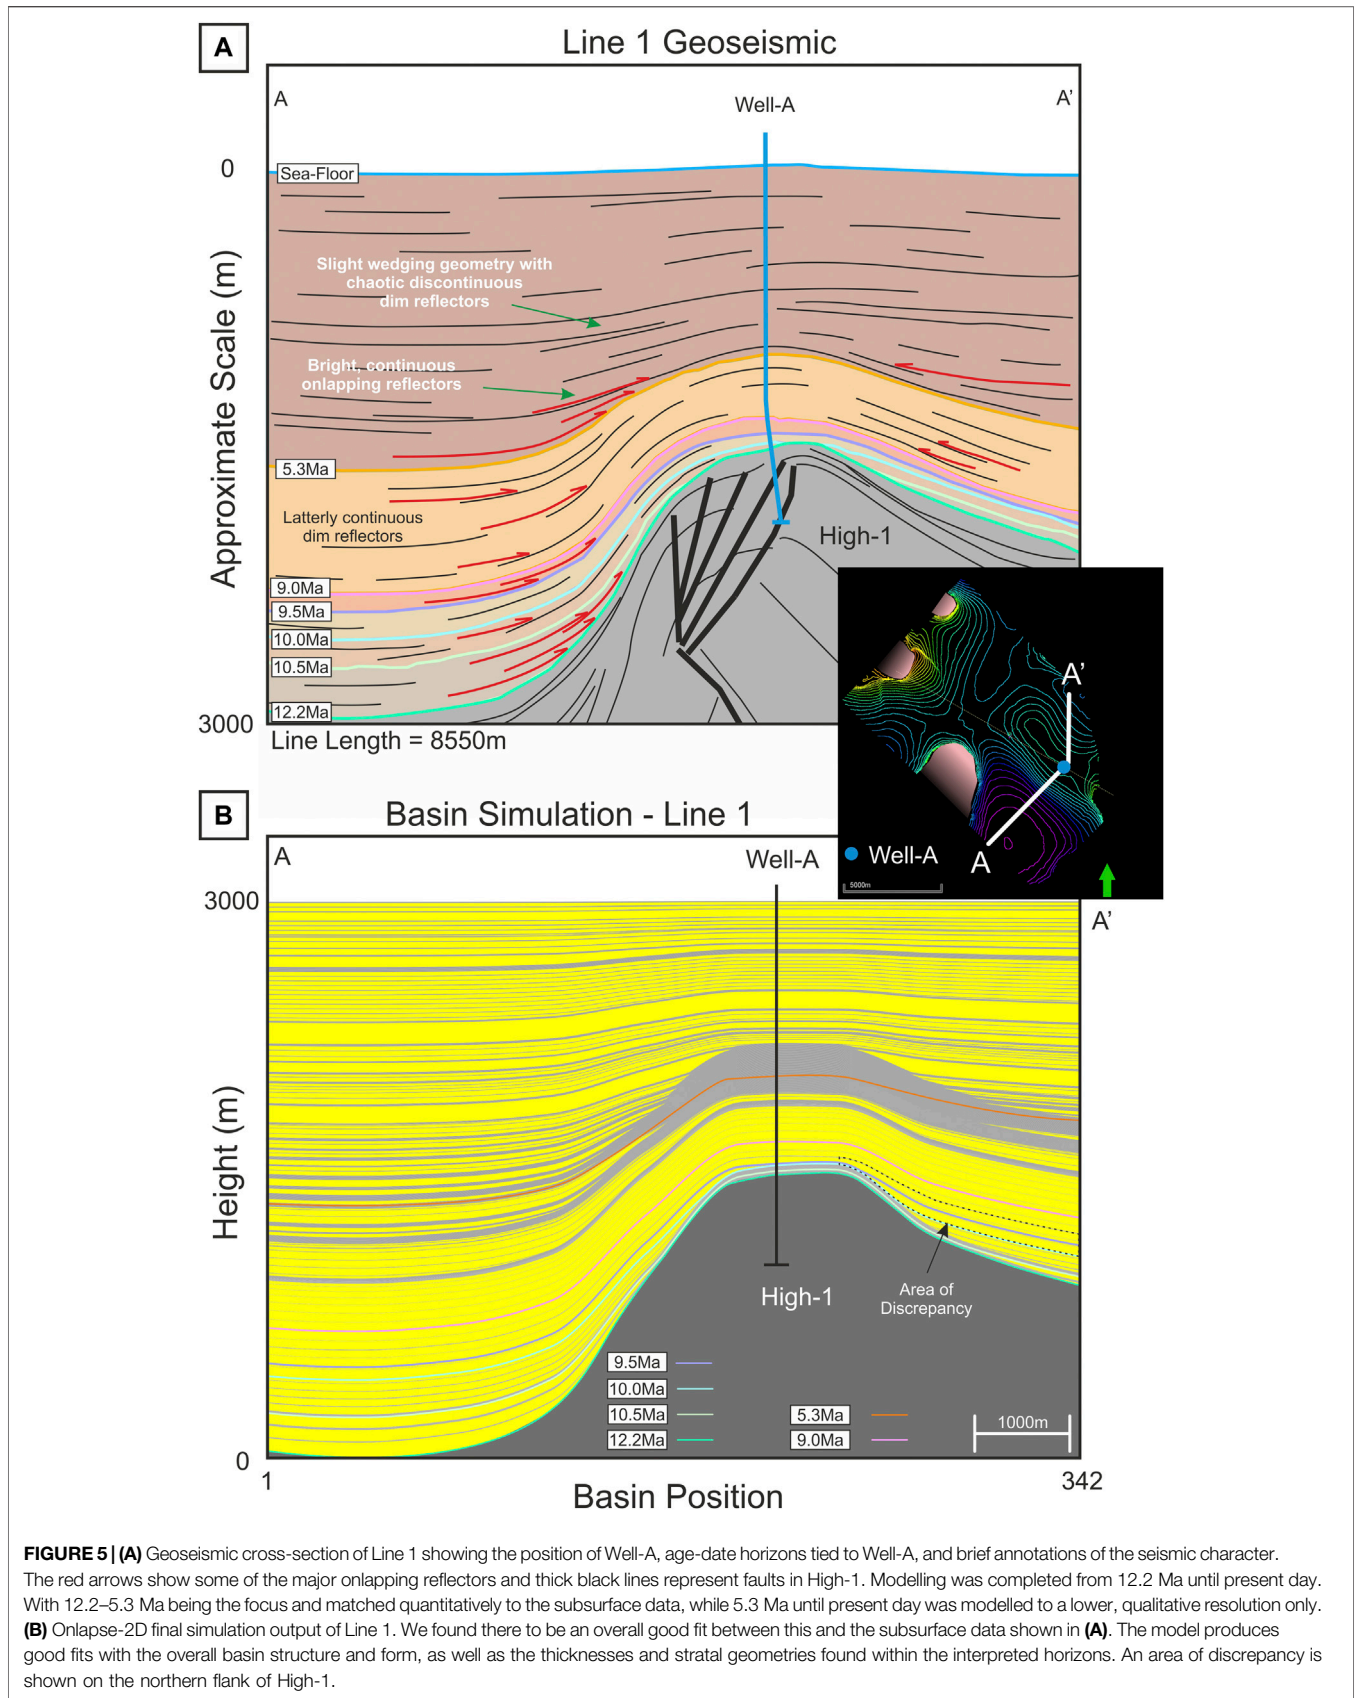 A
Line 1 Geoseismic
A
Well-A
A'
0
Sea-Floor
Slight wedging geometry with
chaotic discontinuous
dim reflectors
Bright, continuous
onlapping reflectors
Approximate Scale (m)
5.3Ma
Latterly continuous
dim reflectors
High-1
9.0Ma
9.5Ma
10.0Ma
10.5Ma
12.2Ma
3000
Line Length = 8550m
A'
Well-A
A
5000m
B
Basin Simulation - Line 1
A
Well-A
3000
A'
Height (m)
High-1
Area of
Discrepancy
9.5Ma
10.0Ma
10.5Ma
12.2Ma
5.3Ma
9.0Ma
1000m
0
1
342
Basin Position
FIGURE 5 | (A) Geoseismic cross-section of Line 1 showing the position of Well-A, age-date horizons tied to Well-A, and brief annotations of the seismic character.
The red arrows show some of the major onlapping reflectors and thick black lines represent faults in High-1. Modelling was completed from 12.2 Ma until present day.
With 12.2–5.3 Ma being the focus and matched quantitatively to the subsurface data, while 5.3 Ma until present day was modelled to a lower, qualitative resolution only.
(B) Onlapse-2D final simulation output of Line 1. We found there to be an overall good fit between this and the subsurface data shown in (A). The model produces
good fits with the overall basin structure and form, as well as the thicknesses and stratal geometries found within the interpreted horizons. An area of discrepancy is
shown on the northern flank of High-1.